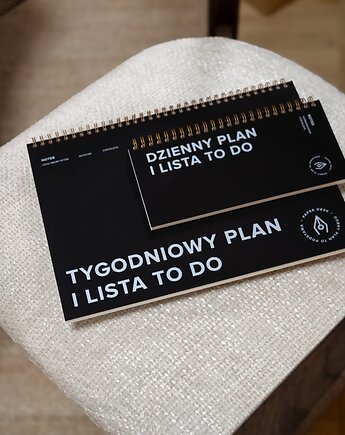 NOTES
DZIENNY PLAN
I LISTA TO DO
TYGODNIOWY PLAN
I LISTA TO DO